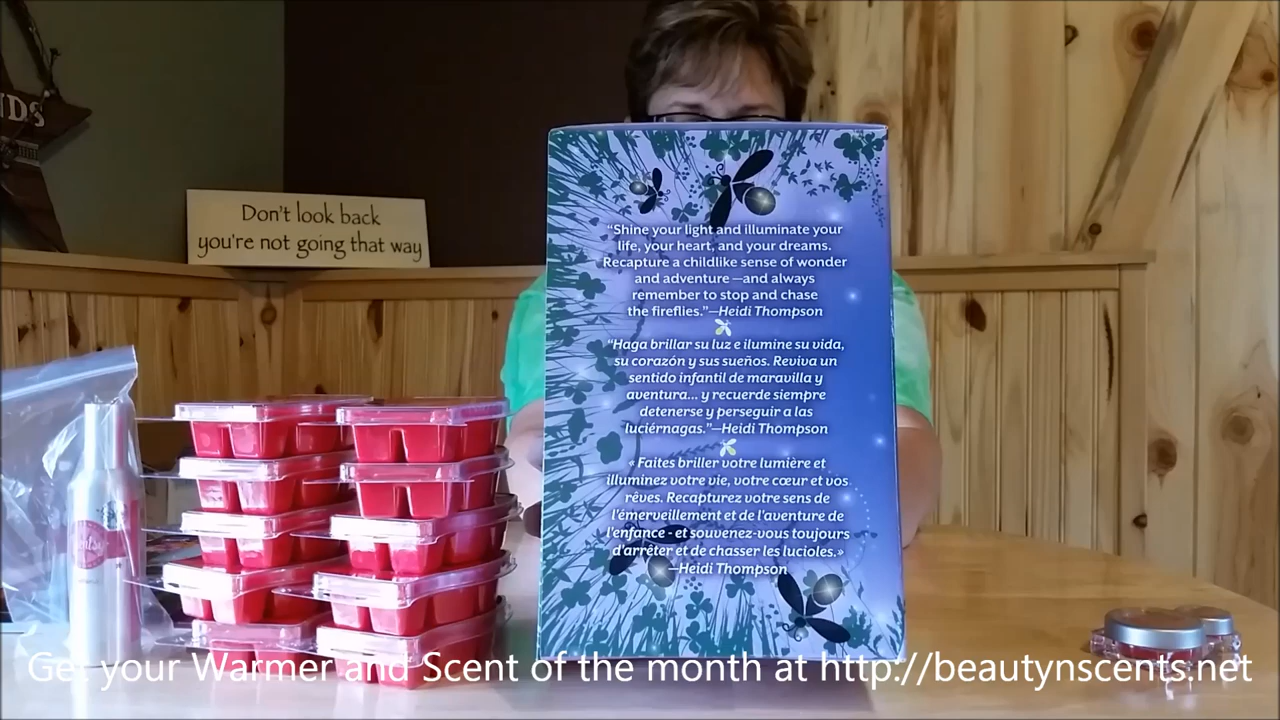 NDS
Don't look back
you're not going that way
“Shine your light and illuminate your
life, your heart, and your dreams.
Recapture a childlike sense of wonder
and adventure —and always
remember to stop and chase
the fireflies.”—Heidi Thompson
“Haga brillar su luz e ilumine su vida,
su corazón y sus sueños. Reviva un
sentido infantil de maravilla y
aventura... y recuerde siempre
detenerse y perseguir a las
luciérnagas.”—Heidi Thompson
« Faites briller votre lumière et
illuminez votre vie, votre cœur et vos
rêves. Recapturez votre sens de
l'émerveillement et de l'aventure de
l'enfance - et souvenez-vous toujours
d'arrêter et de chasser les lucioles.»
—Heidi Thompson
Get your Warmer and Scent of the month at http://beautynscents.net